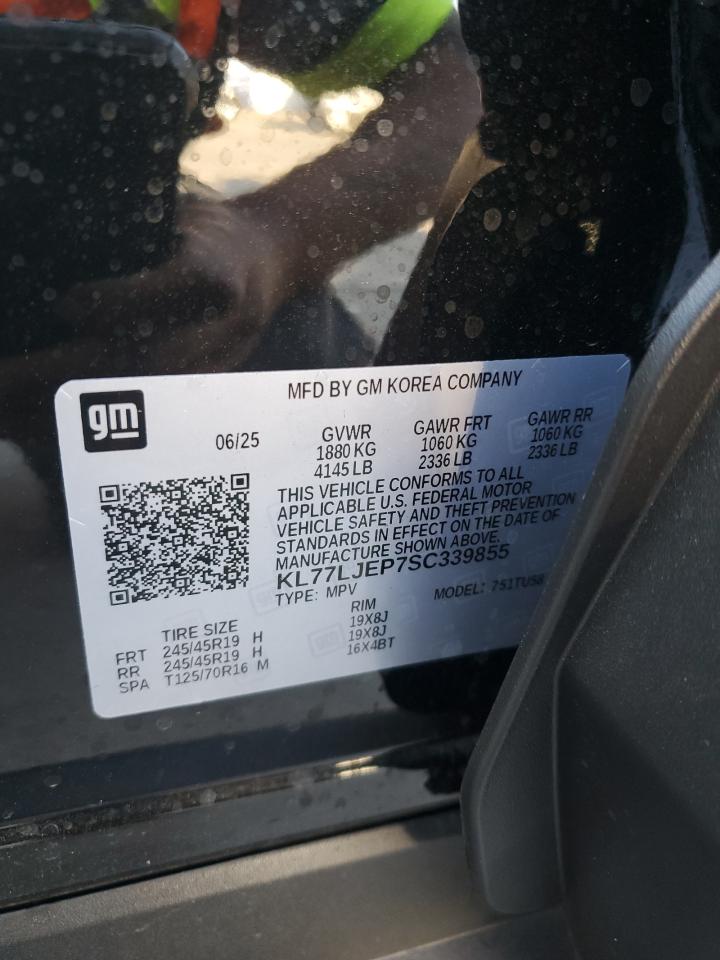 MFD BY GM KOREA COMPANY
gm
06/25
GVWR
1880 KG
4145 LB
GAWR FRT
1060 KG
2336 LB
GAWR RR
1060 KG
2336 LB
THIS VEHICLE CONFORMS TO ALL
APPLICABLE U.S. FEDERAL MOTOR
VEHICLE SAFETY AND THEFT PREVENTION
STANDARDS IN EFFECT ON THE DATE OF
MANUFACTURE SHOWN ABOVE.
KL77LJEP7SC339855
TYPE: MPV
MODEL: 751TU58
TIRE SIZE RIM
FRT 245/45R19 H 19X8J
RR 245/45R19 H 19X8J
SPA T125/70R16 M 16X4BT